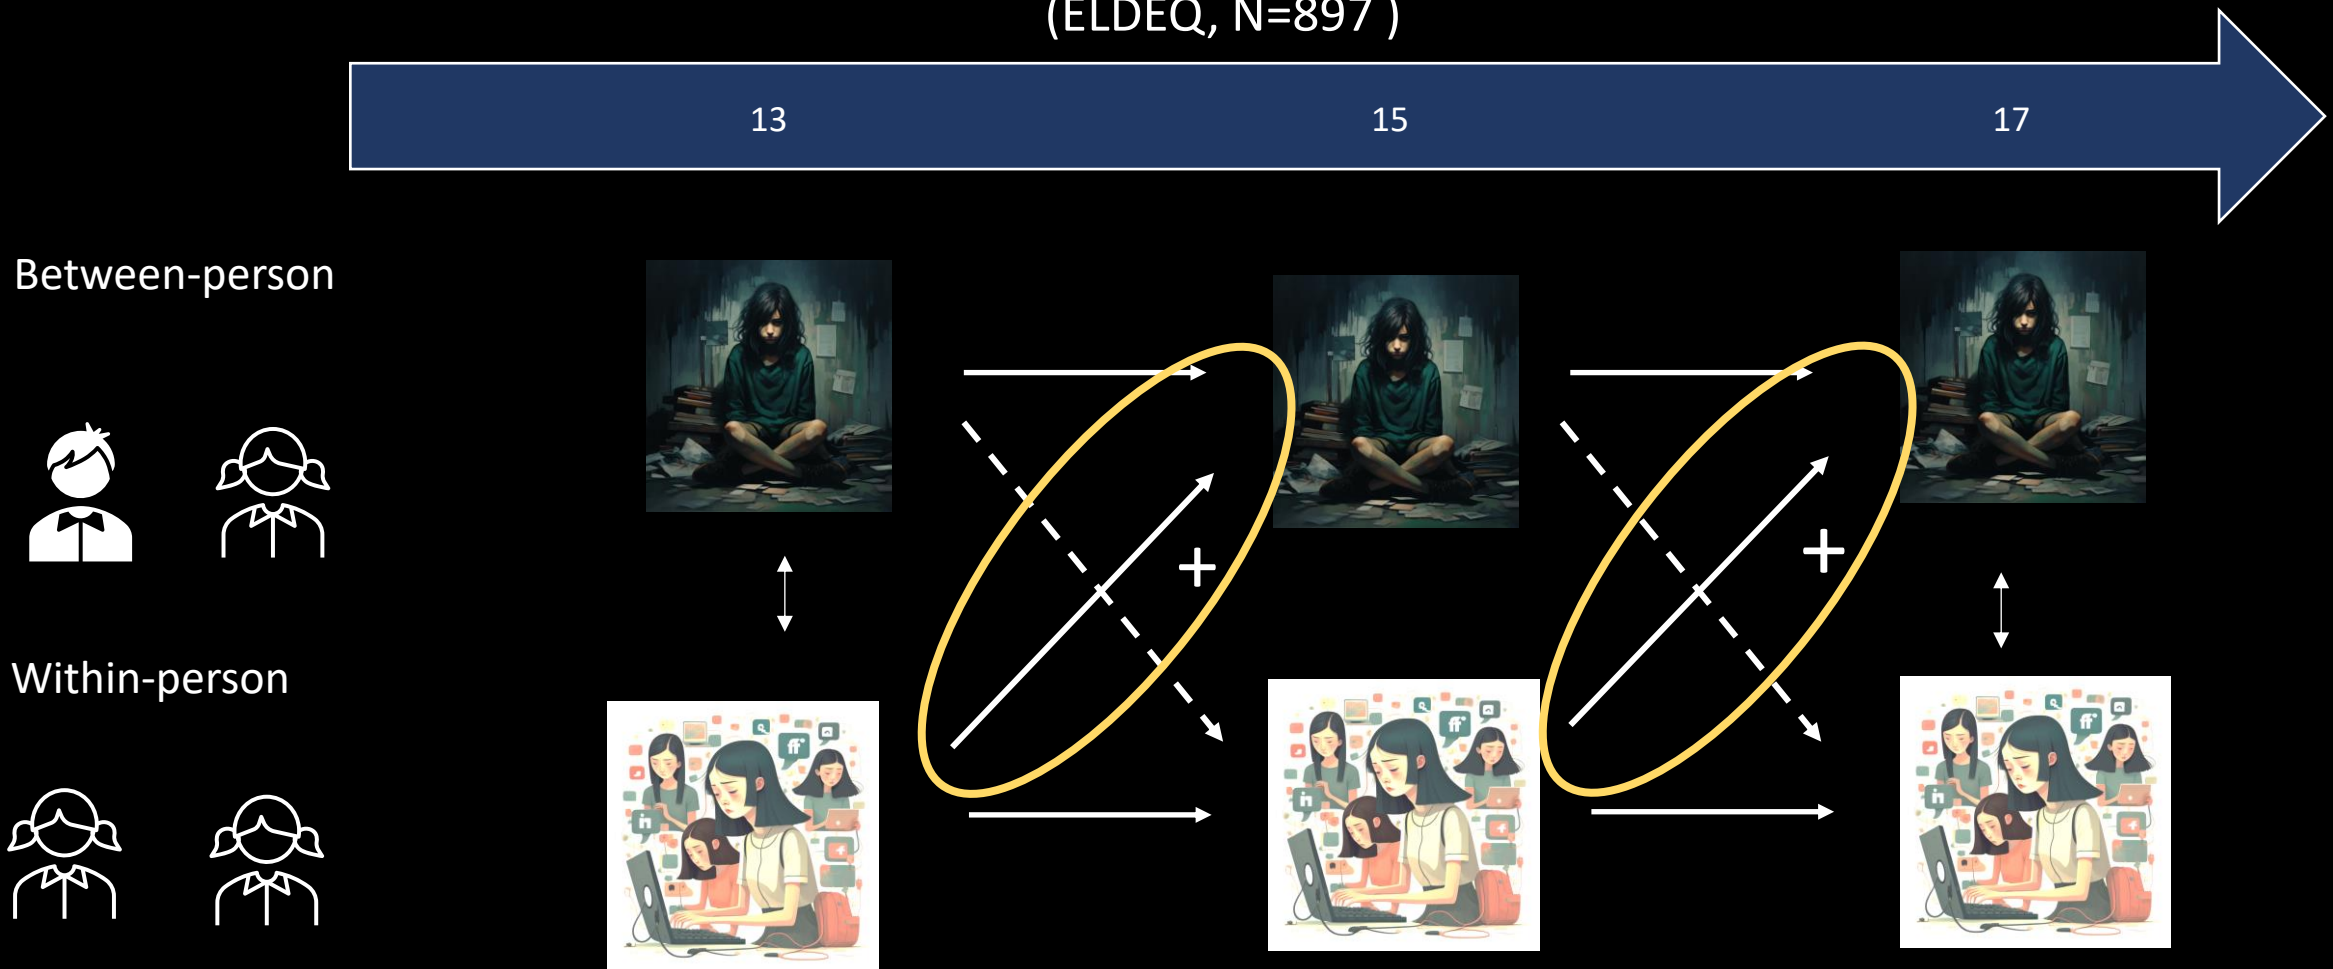 (ELDEQ, N=897 )
13
15
17
Between-person
+
+
Within-person